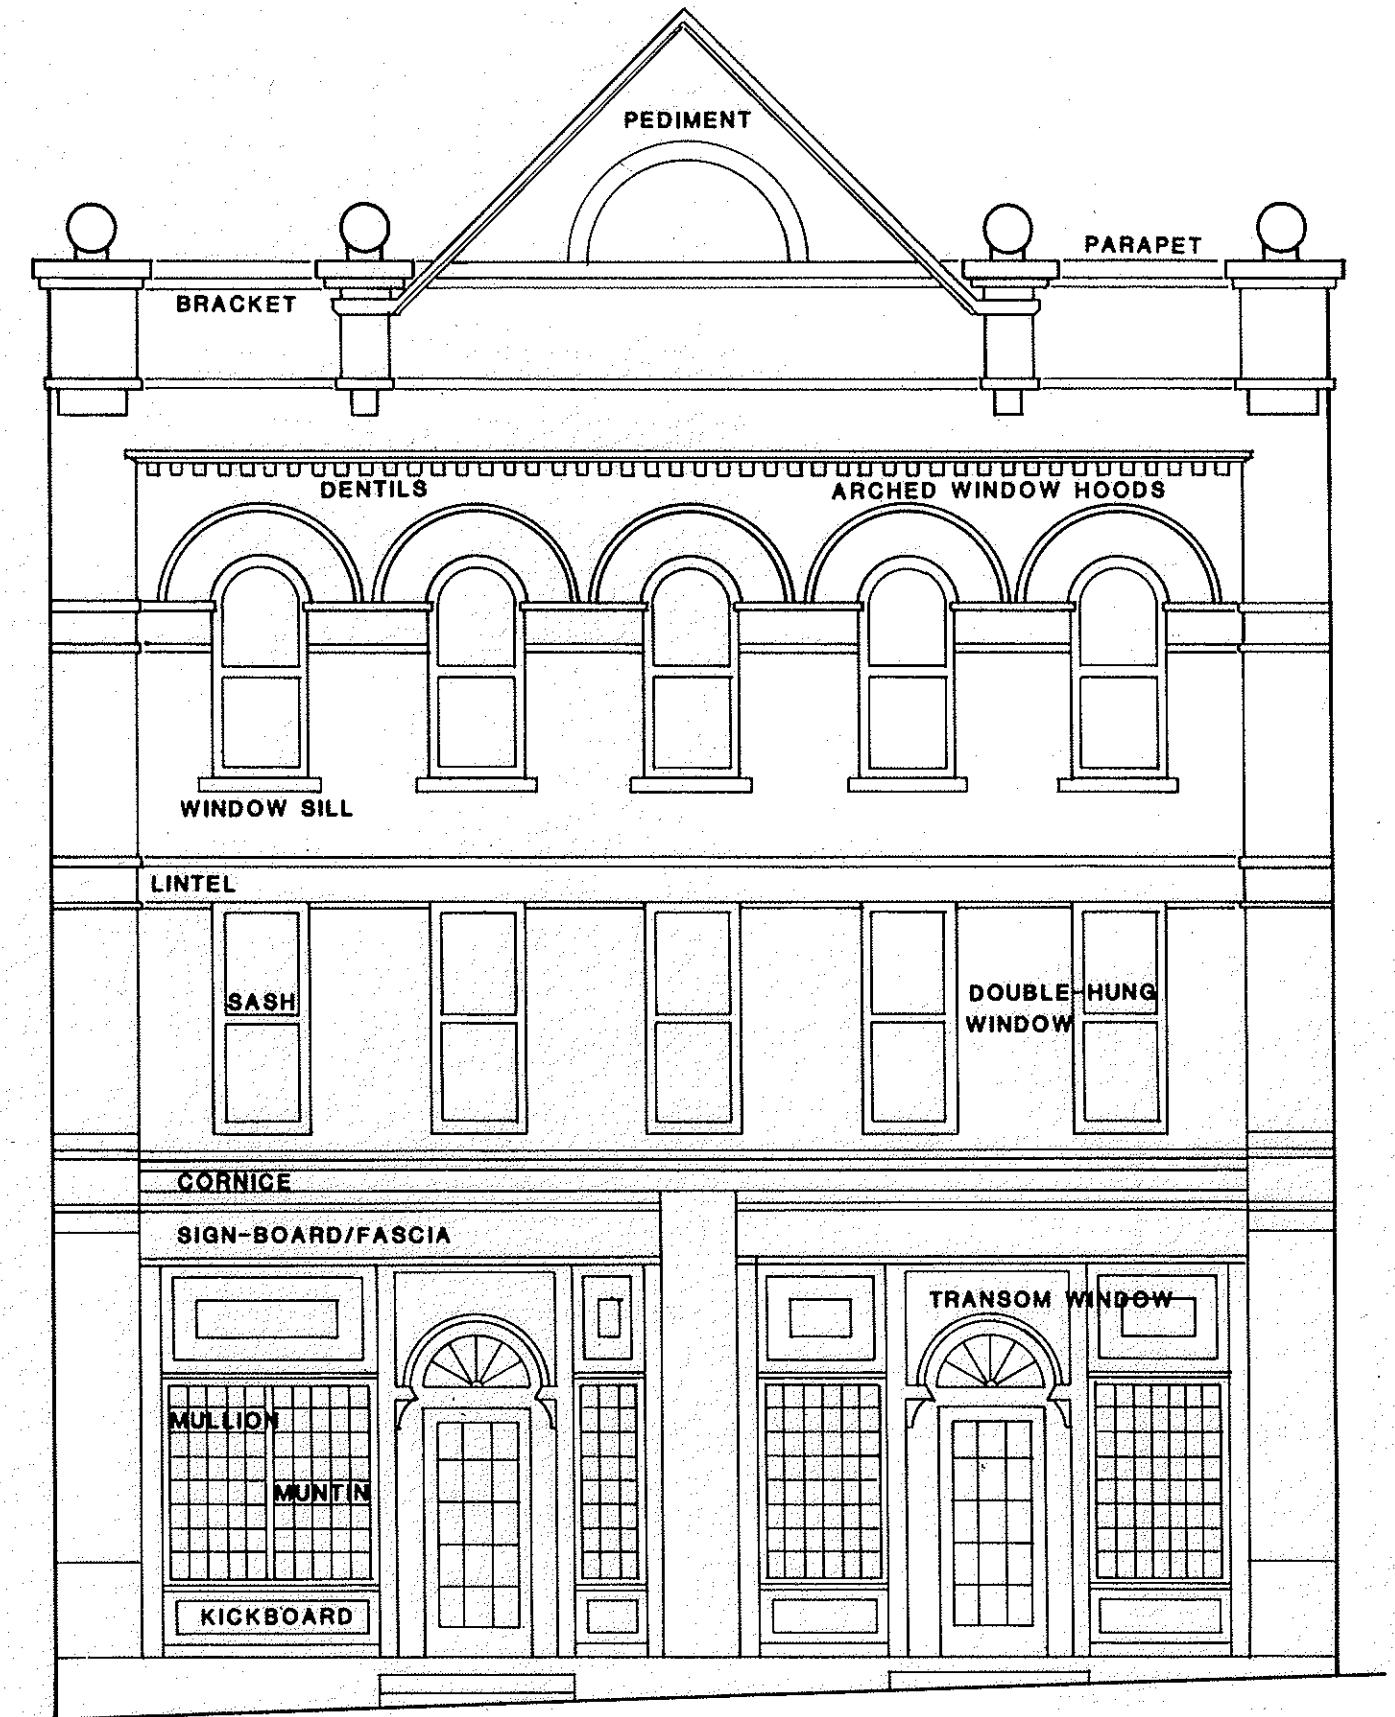 PEDIMENT
PARAPET
BRACKET
DENTILS
ARCHED WINDOW HOODS
WINDOW SILL
LINTEL
SASH
DOUBLE-HUNG
WINDOW
CORNICE
SIGN-BOARD/FASCIA
TRANSOM WINDOW
MULLION
MUNTIN
KICKBOARD